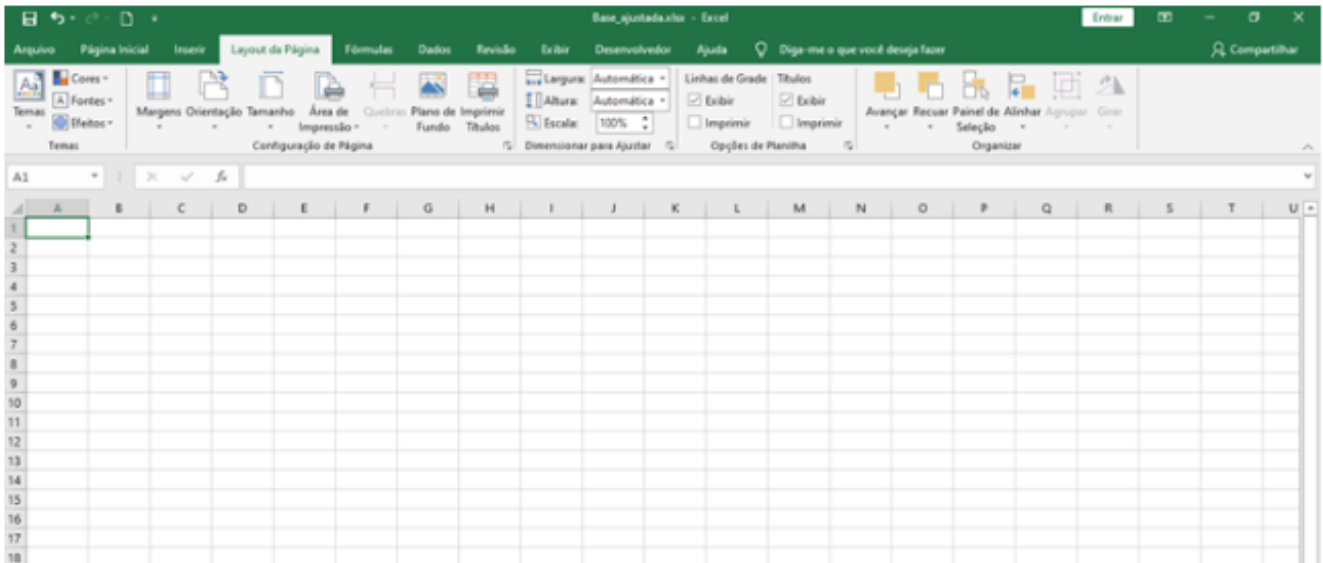 Base_ajustada.xlsx - Excel
Entrar
Arquivo Página Inicial Inserir Layout da Página Fórmulas Dados Revisão Exibir Desenvolvedor Ajuda Diga-me o que você deseja fazer Compartilhar
Temas
Cores
Fontes
Efeitos
Temas
Margens Orientação Tamanho Área de Impressão Quebras Plano de Fundo Imprimir Títulos
Configuração de Página
Largura: Automática
Altura: Automática
Escala: 100%
Dimensionar para Ajustar
Linhas de Grade Títulos
Exibir Exibir
Imprimir Imprimir
Opções de Planilha
Avançar Recuar Painel de Seleção Alinhar Agrupar Girar
Organizar
A1 fx
A B C D E F G H I J K L M N O P Q R S T U
1
2
3
4
5
6
7
8
9
10
11
12
13
14
15
16
17
18